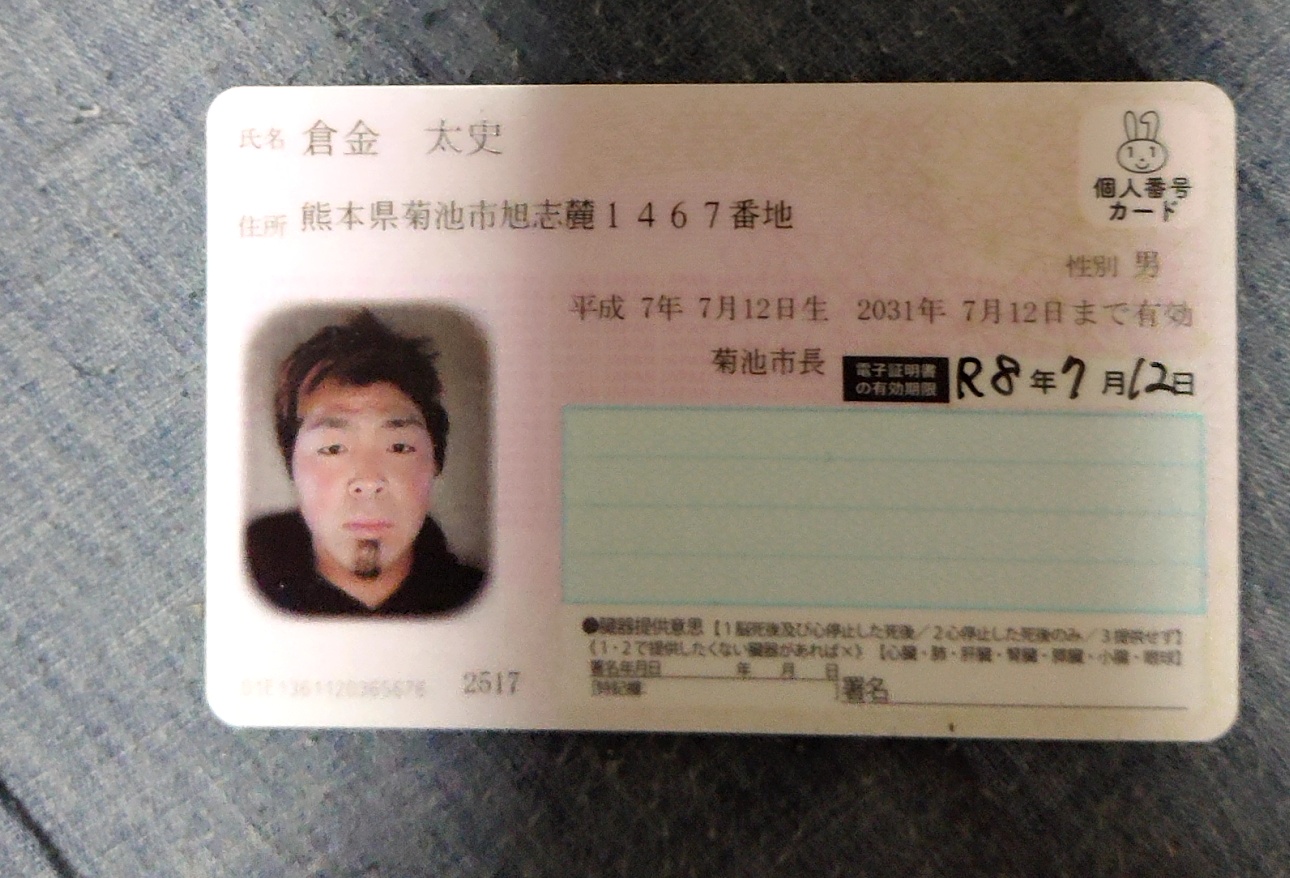 氏名 倉金 太史
個人番号
カード
住所 熊本県菊池市旭志麓1467番地
性別 男
平成 7年 7月12日生 2031年 7月12日まで有効
菊池市長 電子証明書の有効期限 R8年7月12日
●臓器提供意思【1脳死後及び心停止した死後/2心停止した死後のみ/3提供せず】
《1・2で提供したくない臓器があれば×》【心臓・肺・肝臓・腎臓・膵臓・小腸・眼球】
署名年月日 年 月 日
[特記欄 ] 署名
2517